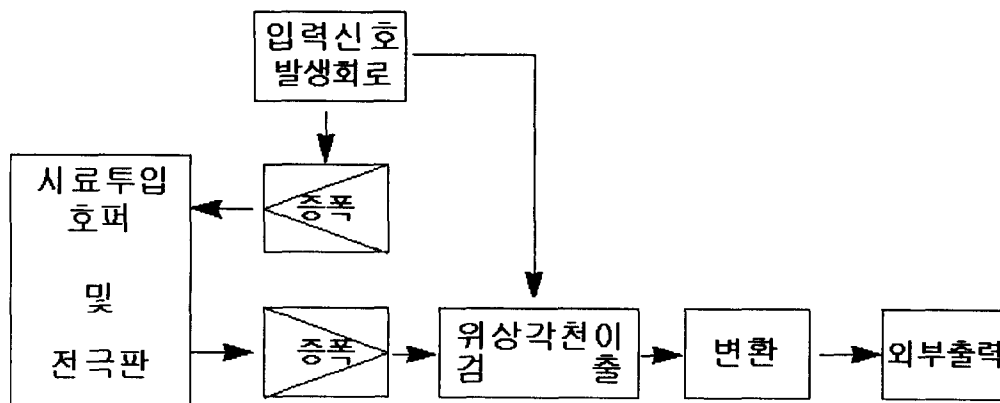 입력신호
발생회로
시료투입
호퍼
및
전극판
증폭
증폭
위상각천이
검 출
변환
외부출력